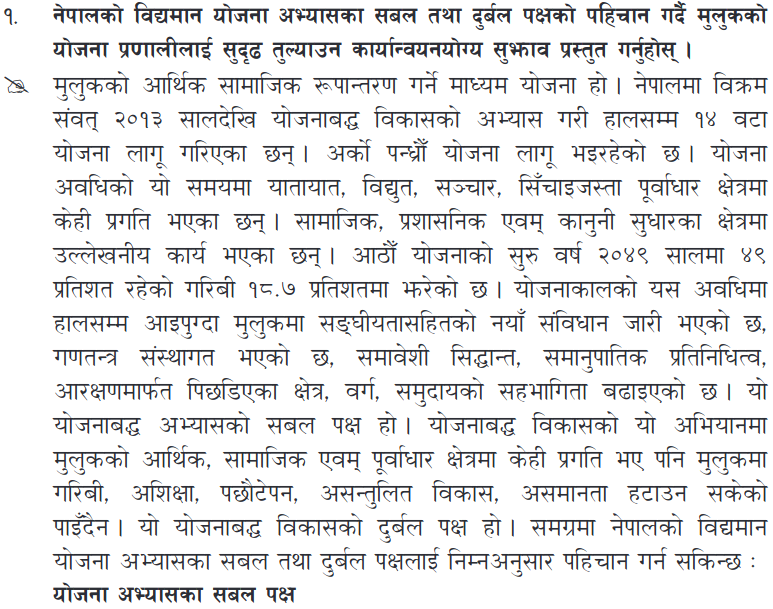 १. नेपालको विद्यमान योजना अभ्यासका सबल तथा दुर्बल पक्षको पहिचान गर्दै मुलुकको
योजना प्रणालीलाई सुदृढ तुल्याउन कार्यान्वयनयोग्य सुझाव प्रस्तुत गर्नुहोस् ।
मुलुकको आर्थिक सामाजिक रूपान्तरण गर्ने माध्यम योजना हो । नेपालमा विक्रम
संवत् २०१३ सालदेखि योजनाबद्ध विकासको अभ्यास गरी हालसम्म १४ वटा
योजना लागू गरिएका छन् । अर्को पन्ध्रौँ योजना लागू भइरहेको छ । योजना
अवधिको यो समयमा यातायात, विद्युत, सञ्चार, सिँचाइजस्ता पूर्वाधार क्षेत्रमा
केही प्रगति भएका छन् । सामाजिक, प्रशासनिक एवम् कानुनी सुधारका क्षेत्रमा
उल्लेखनीय कार्य भएका छन् । आठौँ योजनाको सुरु वर्ष २०४९ सालमा ४९
प्रतिशत रहेको गरिबी १८.७ प्रतिशतमा झरेको छ । योजनाकालको यस अवधिमा
हालसम्म आइपुग्दा मुलुकमा सङ्घीयतासहितको नयाँ संविधान जारी भएको छ,
गणतन्त्र संस्थागत भएको छ, समावेशी सिद्धान्त, समानुपातिक प्रतिनिधित्व,
आरक्षणमार्फत पिछडिएका क्षेत्र, वर्ग, समुदायको सहभागिता बढाइएको छ । यो
योजनाबद्ध अभ्यासको सबल पक्ष हो । योजनाबद्ध विकासको यो अभियानमा
मुलुकको आर्थिक, सामाजिक एवम् पूर्वाधार क्षेत्रमा केही प्रगति भए पनि मुलुकमा
गरिबी, अशिक्षा, पछौटेपन, असन्तुलित विकास, असमानता हटाउन सकेको
पाइँदैन । यो योजनाबद्ध विकासको दुर्बल पक्ष हो । समग्रमा नेपालको विद्यमान
योजना अभ्यासका सबल तथा दुर्बल पक्षलाई निम्नअनुसार पहिचान गर्न सकिन्छ :
योजना अभ्यासका सबल पक्ष